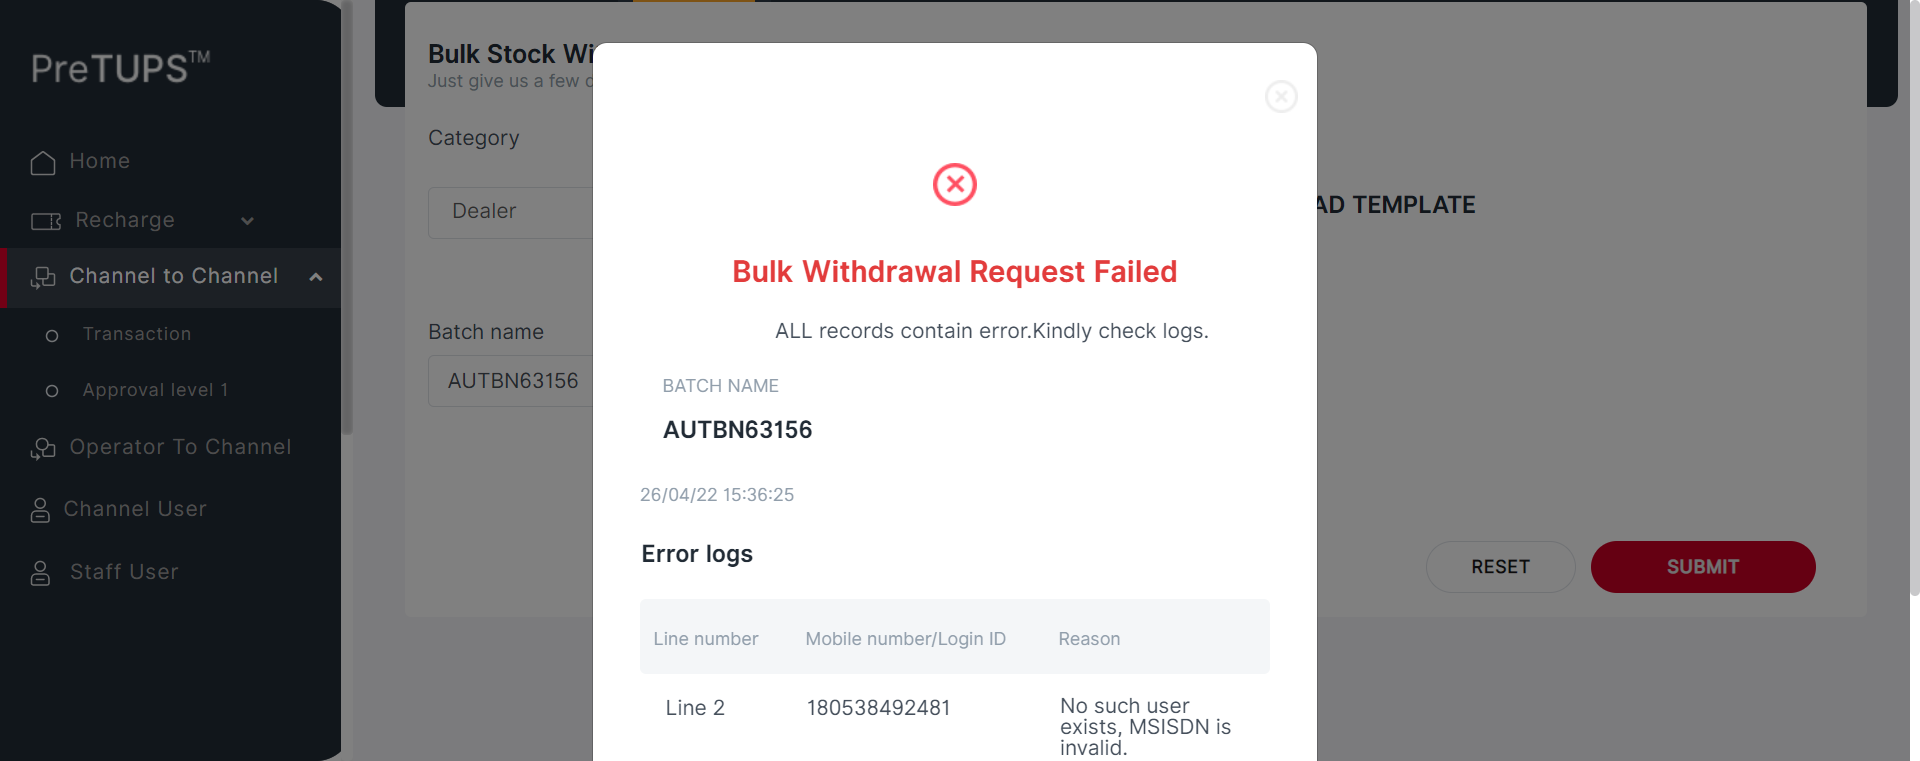 PreTUPS™
Home
Recharge
Channel to Channel
Transaction
Approval level 1
Operator To Channel
Channel User
Staff User
Bulk Stock Wi
Just give us a few
Category
Dealer
AD TEMPLATE
Batch name
AUTBN63156
RESET
SUBMIT
Bulk Withdrawal Request Failed
ALL records contain error.Kindly check logs.
BATCH NAME
AUTBN63156
26/04/22 15:36:25
Error logs
Line number Mobile number/Login ID Reason
Line 2 180538492481 No such user
exists, MSISDN is
invalid.